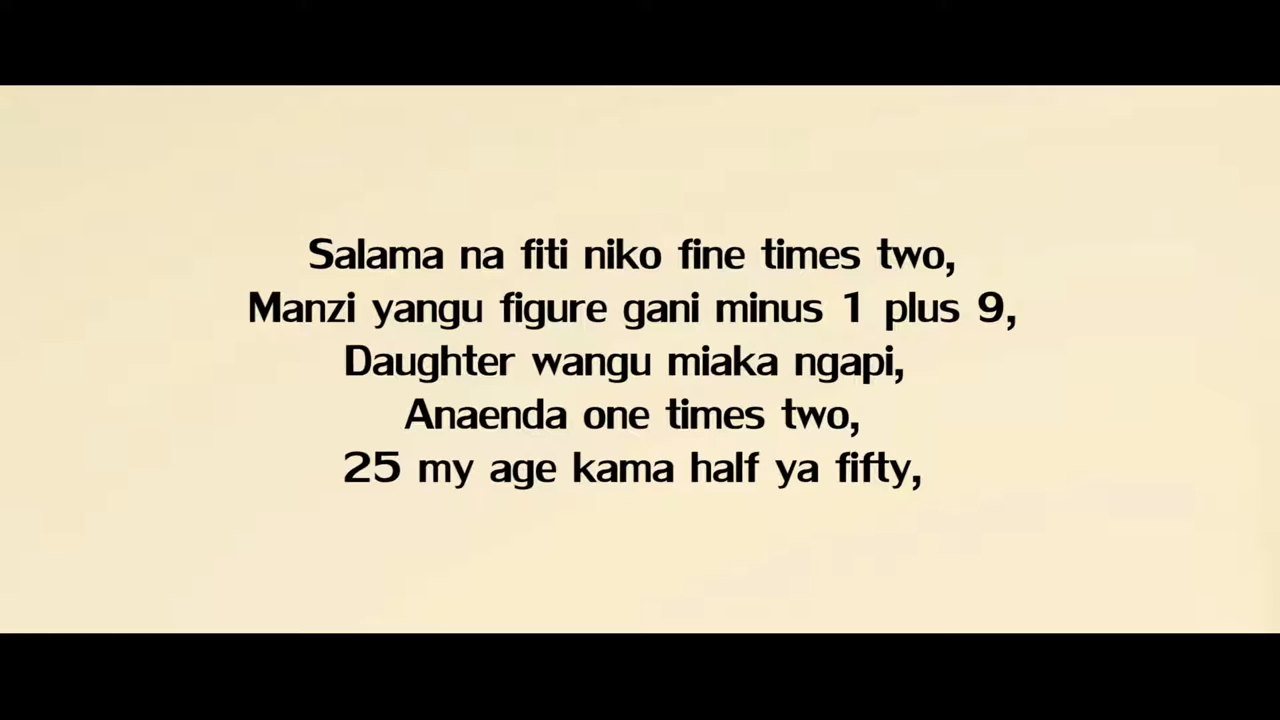 Salama na fiti niko fine times two,
Manzi yangu figure gani minus 1 plus 9,
Daughter wangu miaka ngapi,
Anaenda one times two,
25 my age kama half ya fifty,